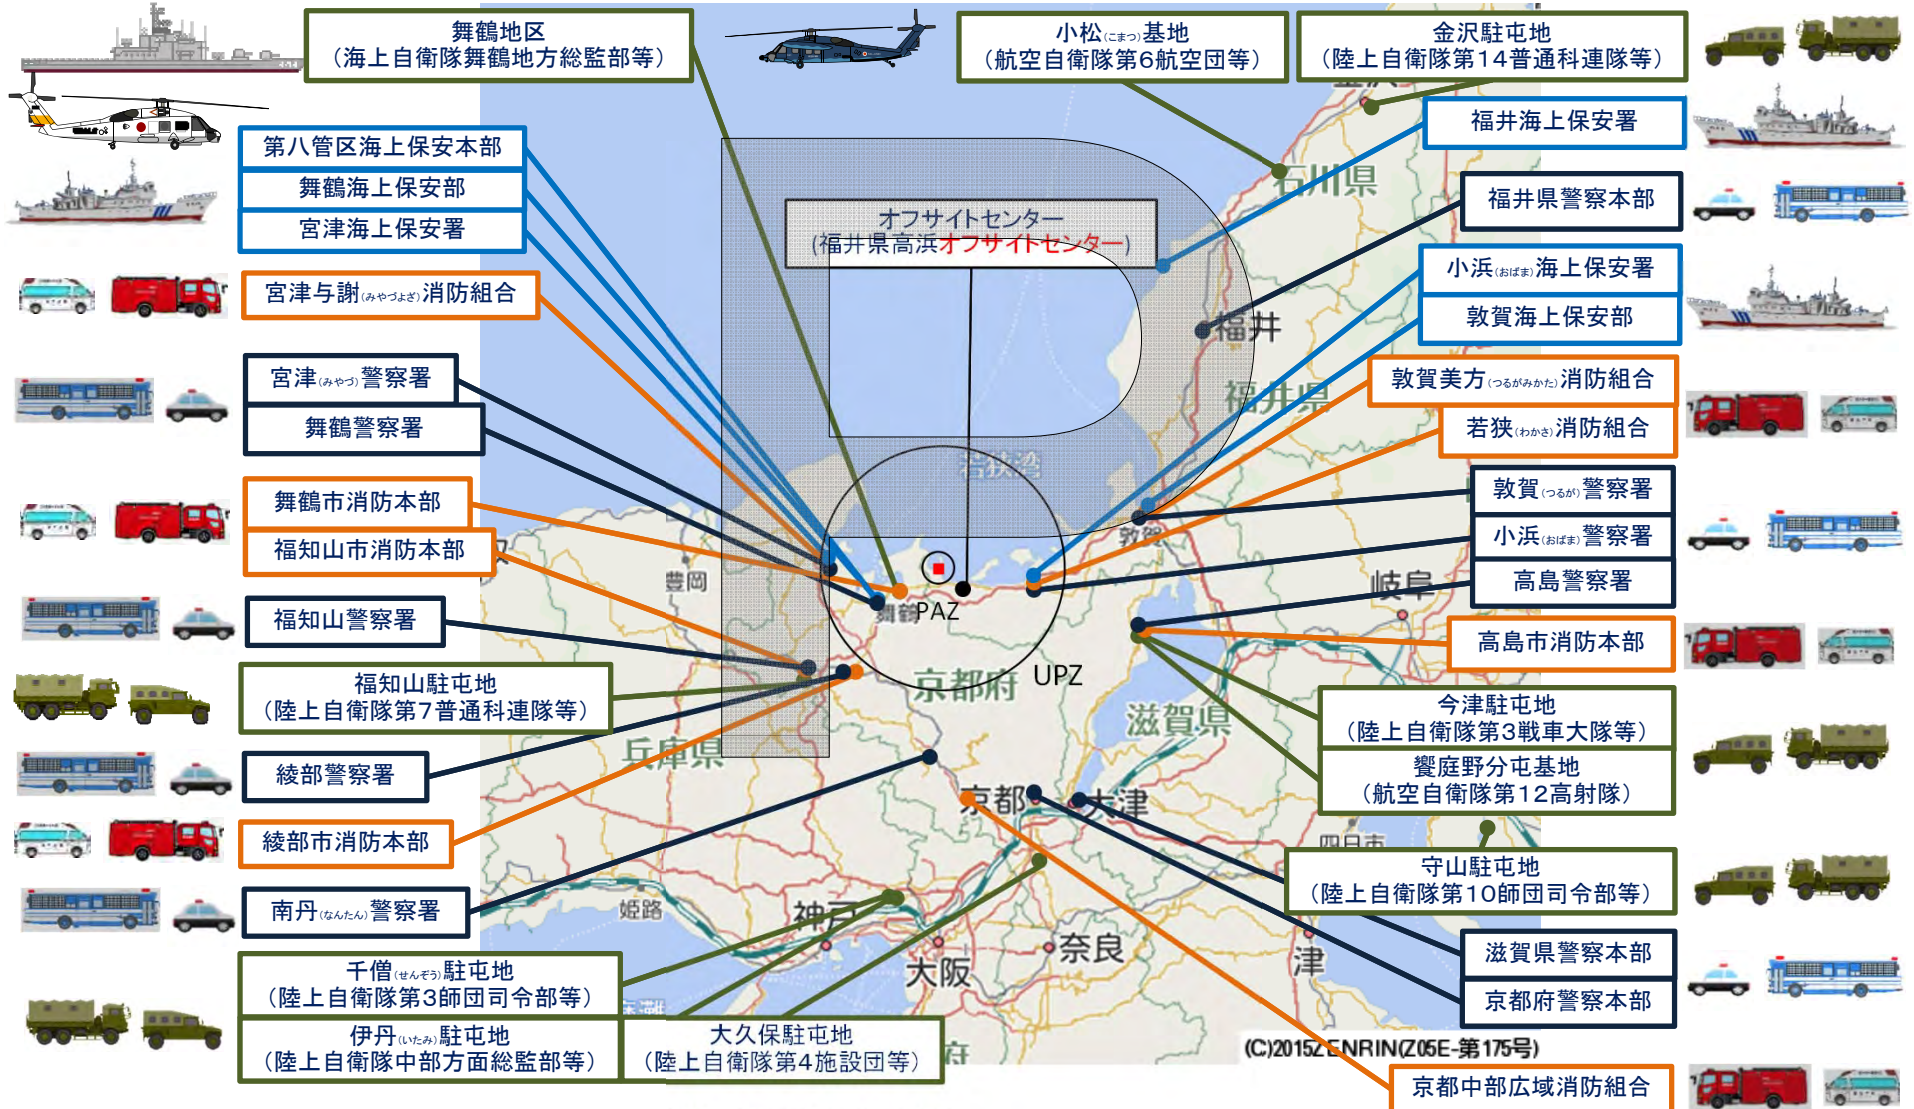 舞鶴地区
(海上自衛隊舞鶴地方総監部等)
小松(こまつ)基地
(航空自衛隊第6航空団等)
金沢駐屯地
(陸上自衛隊第14普通科連隊等)
第八管区海上保安本部
舞鶴海上保安部
宮津海上保安署
宮津与謝(みやづよざ)消防組合
宮津(みやづ)警察署
舞鶴警察署
舞鶴市消防本部
福知山市消防本部
福知山警察署
福知山駐屯地
(陸上自衛隊第7普通科連隊等)
綾部警察署
綾部市消防本部
南丹(なんたん)警察署
千僧(せんぞう)駐屯地
(陸上自衛隊第3師団司令部等)
伊丹(いたみ)駐屯地
(陸上自衛隊中部方面総監部等)
大久保駐屯地
(陸上自衛隊第4施設団等)
オフサイトセンター
(福井県高浜オフサイトセンター)
福井海上保安署
福井県警察本部
小浜(おばま)海上保安署
敦賀海上保安部
敦賀美方(つるがみかた)消防組合
若狭(わかさ)消防組合
敦賀(つるが)警察署
小浜(おばま)警察署
高島警察署
高島市消防本部
今津駐屯地
(陸上自衛隊第3戦車大隊等)
饗庭野分屯基地
(航空自衛隊第12高射隊)
守山駐屯地
(陸上自衛隊第10師団司令部等)
滋賀県警察本部
京都府警察本部
京都中部広域消防組合
石川県
福井
福井県
若狭湾
敦賀
豊岡
舞鶴
PAZ
UPZ
岐阜
京都府
滋賀県
兵庫県
京都
大津
四日市
姫路
神戸
大阪
奈良
津
(C)2015ZENRIN(Z05E-第175号)